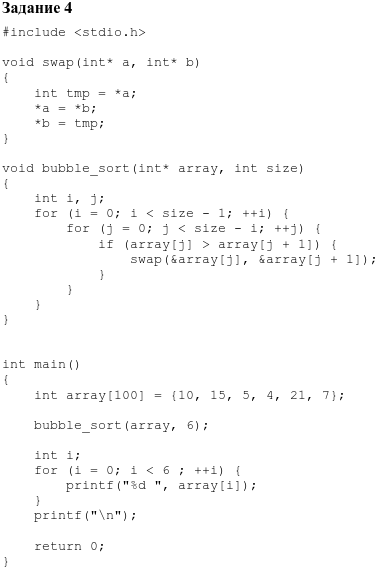 Задание 4
#include <stdio.h>
void swap(int* a, int* b)
{
    int tmp = *a;
    *a = *b;
    *b = tmp;
}
void bubble_sort(int* array, int size)
{
    int i, j;
    for (i = 0; i < size - 1; ++i) {
        for (j = 0; j < size - i; ++j) {
            if (array[j] > array[j + 1]) {
                swap(&array[j], &array[j + 1]);
            }
        }
    }
}
int main()
{
    int array[100] = {10, 15, 5, 4, 21, 7};
    bubble_sort(array, 6);
    int i;
    for (i = 0; i < 6 ; ++i) {
        printf("%d ", array[i]);
    }
    printf("\n");
    return 0;
}